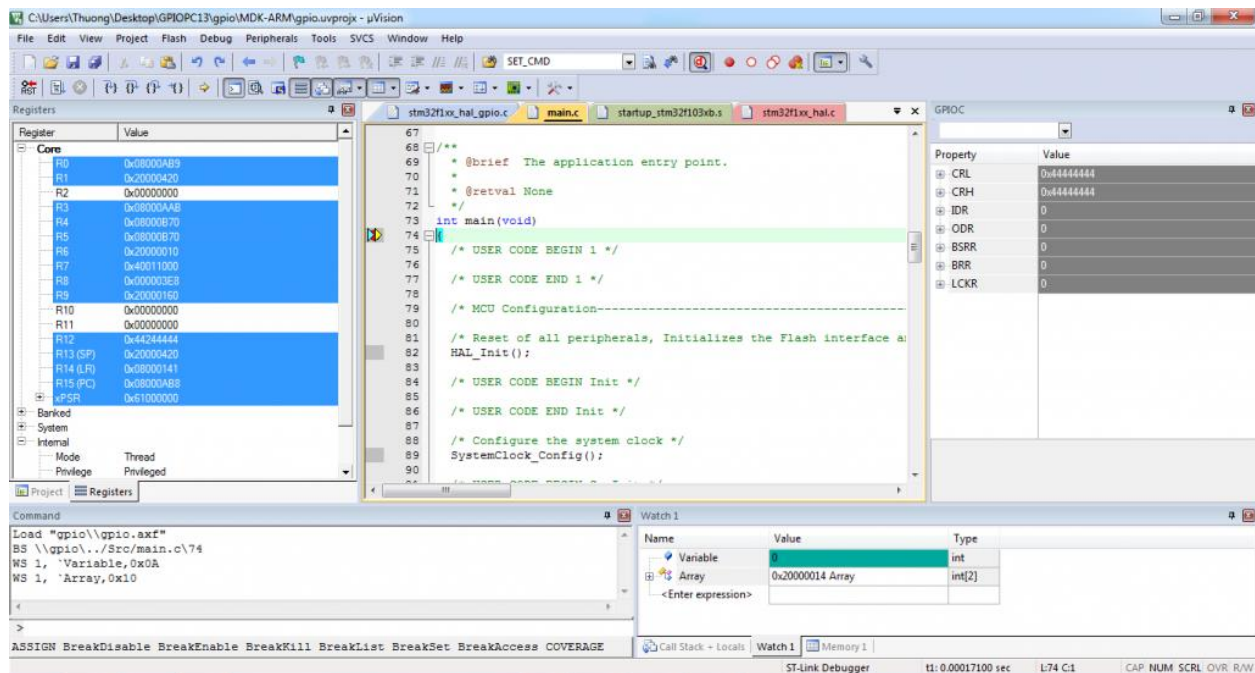 C:\Users\Thuong\Desktop\GPIOPC13\gpio\MDK-ARM\gpio.uvprojx - µVision
File Edit View Project Flash Debug Peripherals Tools SVCS Window Help
SET_CMD
RST
Registers
Register Value
Core
R0 0x08000AB9
R1 0x20000420
R2 0x00000000
R3 0x08000AAB
R4 0x08000B70
R5 0x08000B70
R6 0x20000010
R7 0x40011000
R8 0x000003E8
R9 0x20000160
R10 0x00000000
R11 0x00000000
R12 0x44244444
R13 (SP) 0x20000420
R14 (LR) 0x08000141
R15 (PC) 0x08000AB8
xPSR 0x61000000
Banked
System
Internal
Mode Thread
Privilege Privileged
Project Registers
stm32f1xx_hal_gpio.c main.c startup_stm32f103xb.s stm32f1xx_hal.c
67
68 /**
69 * @brief The application entry point.
70 *
71 * @retval None
72 */
73 int main(void)
74 {
75 /* USER CODE BEGIN 1 */
76
77 /* USER CODE END 1 */
78
79 /* MCU Configuration--------------------------------------------
80
81 /* Reset of all peripherals, Initializes the Flash interface a
82 HAL_Init();
83
84 /* USER CODE BEGIN Init */
85
86 /* USER CODE END Init */
87
88 /* Configure the system clock */
89 SystemClock_Config();
90
GPIOC
Property Value
CRL 0x44444444
CRH 0x44444444
IDR 0
ODR 0
BSRR 0
BRR 0
LCKR 0
Command
Load "gpio\\gpio.axf"
BS \\gpio\../Src/main.c\74
WS 1, `Variable,0x0A
WS 1, `Array,0x10
>
ASSIGN BreakDisable BreakEnable BreakKill BreakList BreakSet BreakAccess COVERAGE
Watch 1
Name Value Type
Variable 0 int
Array 0x20000014 Array int[2]
<Enter expression>
Call Stack + Locals Watch 1 Memory 1
ST-Link Debugger t1: 0.00017100 sec L:74 C:1 CAP NUM SCRL OVR R/W